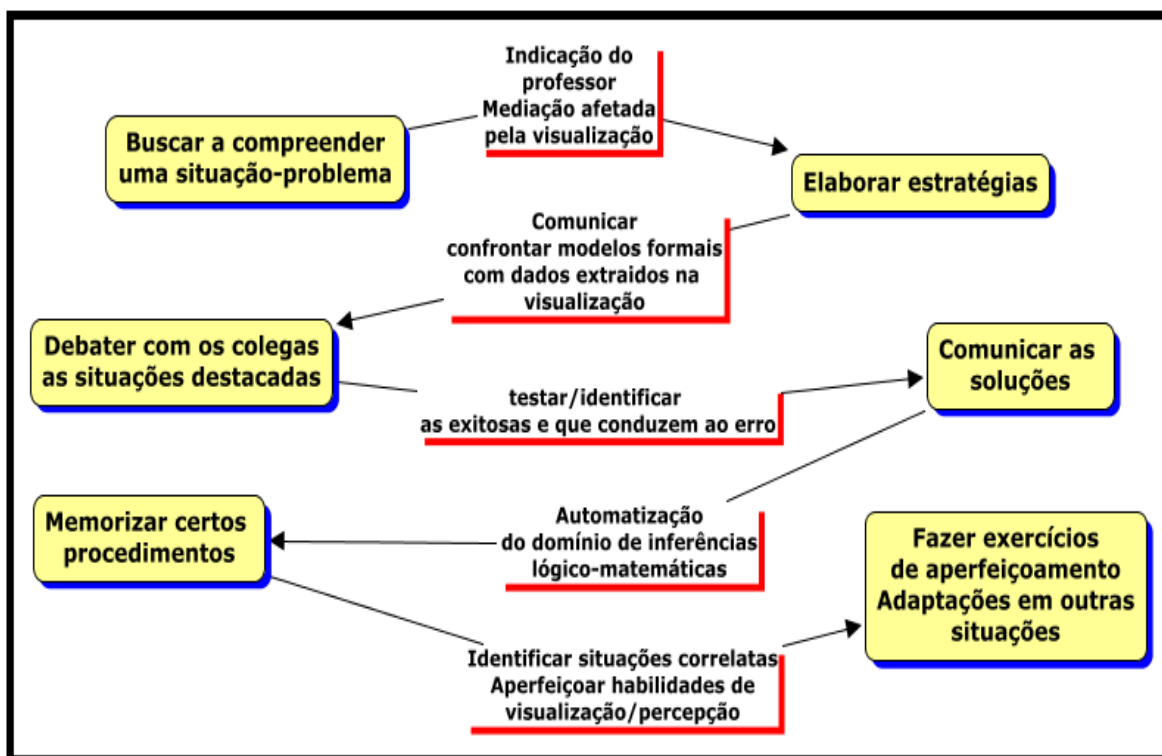 Indicação do
professor
Mediação afetada
pela visualização
Buscar a compreender
uma situação-problema
Elaborar estratégias
Comunicar
confrontar modelos formais
com dados extraidos na
visualização
Debater com os colegas
as situações destacadas
Comunicar as
soluções
testar/identificar
as exitosas e que conduzem ao erro
Memorizar certos
procedimentos
Automatização
do domínio de inferências
lógico-matemáticas
Fazer exercícios
de aperfeiçoamento
Adaptações em outras
situações
Identificar situações correlatas
Aperfeiçoar habilidades de
visualização/percepção